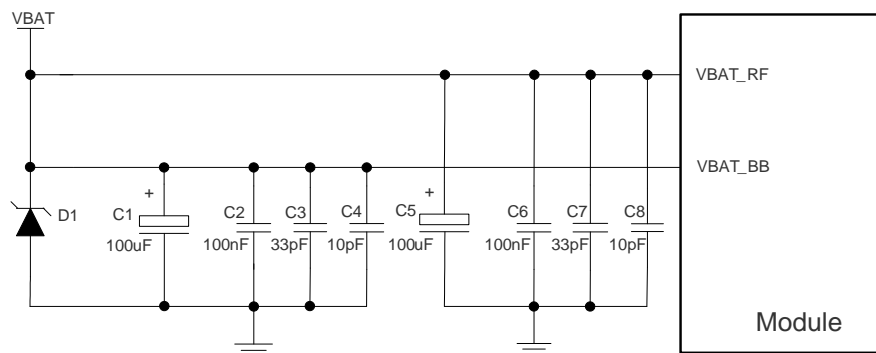 VBAT
VBAT_RF
VBAT_BB
D1
+
C1
100uF
C2
100nF
C3
33pF
C4
10pF
+
C5
100uF
C6
100nF
C7
33pF
C8
10pF
Module